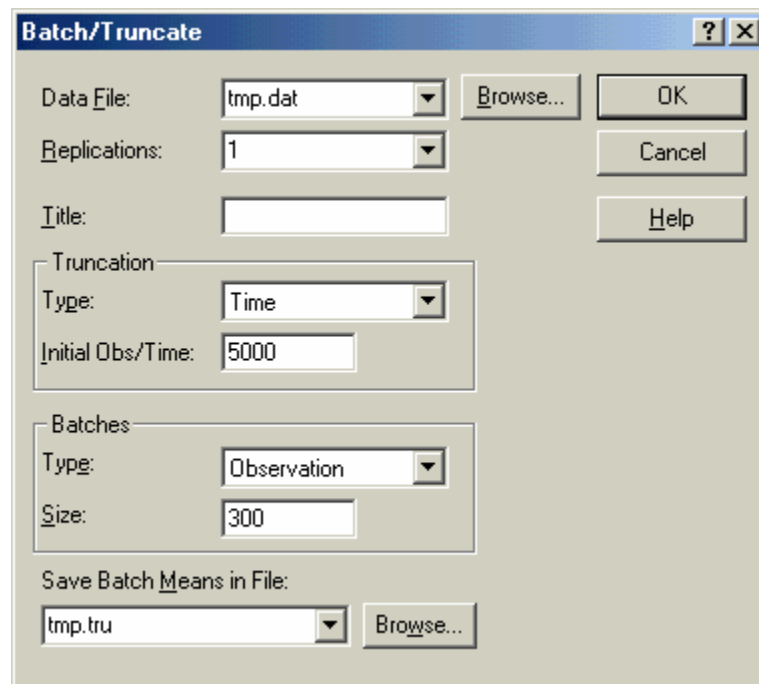 Batch/Truncate
Data File: tmp.dat Browse... OK
Replications: 1 Cancel
Title: Help
Truncation
Type: Time
Initial Obs/Time: 5000
Batches
Type: Observation
Size: 300
Save Batch Means in File:
tmp.tru Browse...